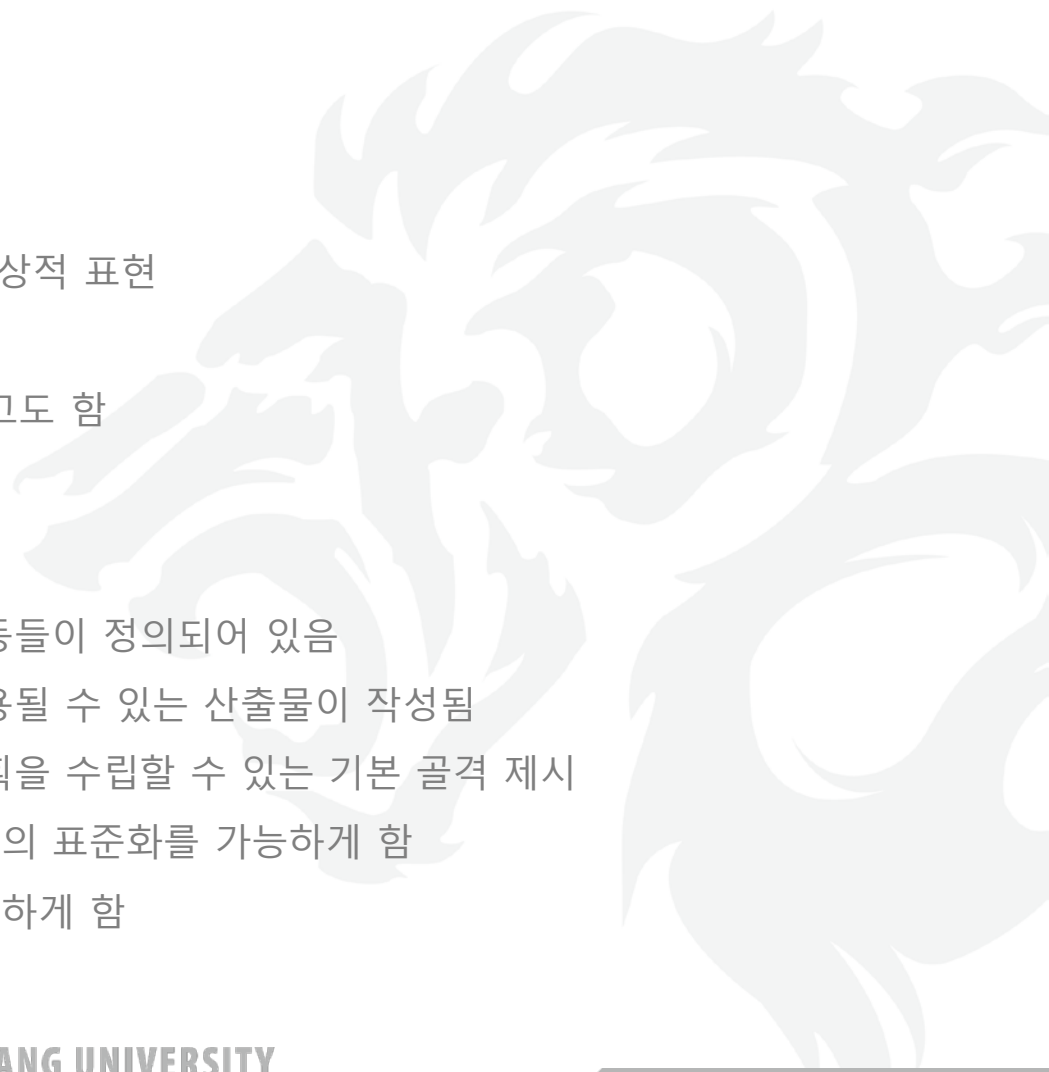 상적 표현
고도 함
동들이 정의되어 있음
용될 수 있는 산출물이 작성됨
획을 수립할 수 있는 기본 골격 제시
의 표준화를 가능하게 함
하게 함
ANG UNIVERSITY